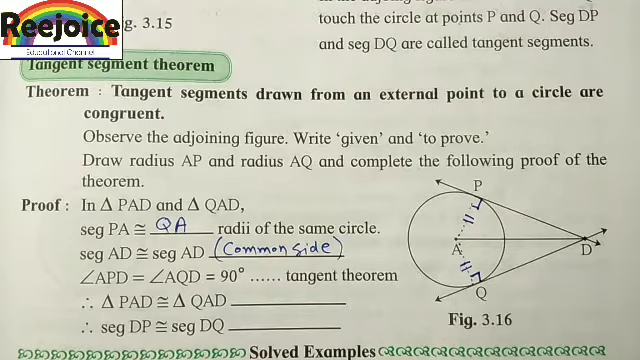 Reejoice
Educational Channel
g. 3.15
touch the circle at points P and Q. Seg DP
and seg DQ are called tangent segments.
Tangent segment theorem
Theorem : Tangent segments drawn from an external point to a circle are
congruent.
Observe the adjoining figure. Write 'given' and 'to prove.'
Draw radius AP and radius AQ and complete the following proof of the
theorem.
Proof : In Δ PAD and Δ QAD,
seg PA ≅ QA radii of the same circle.
seg AD ≅ seg AD (Common side)
∠APD = ∠AQD = 90° ...... tangent theorem
∴ Δ PAD ≅ Δ QAD
∴ seg DP ≅ seg DQ
P
A
D
Q
Fig. 3.16
Solved Examples